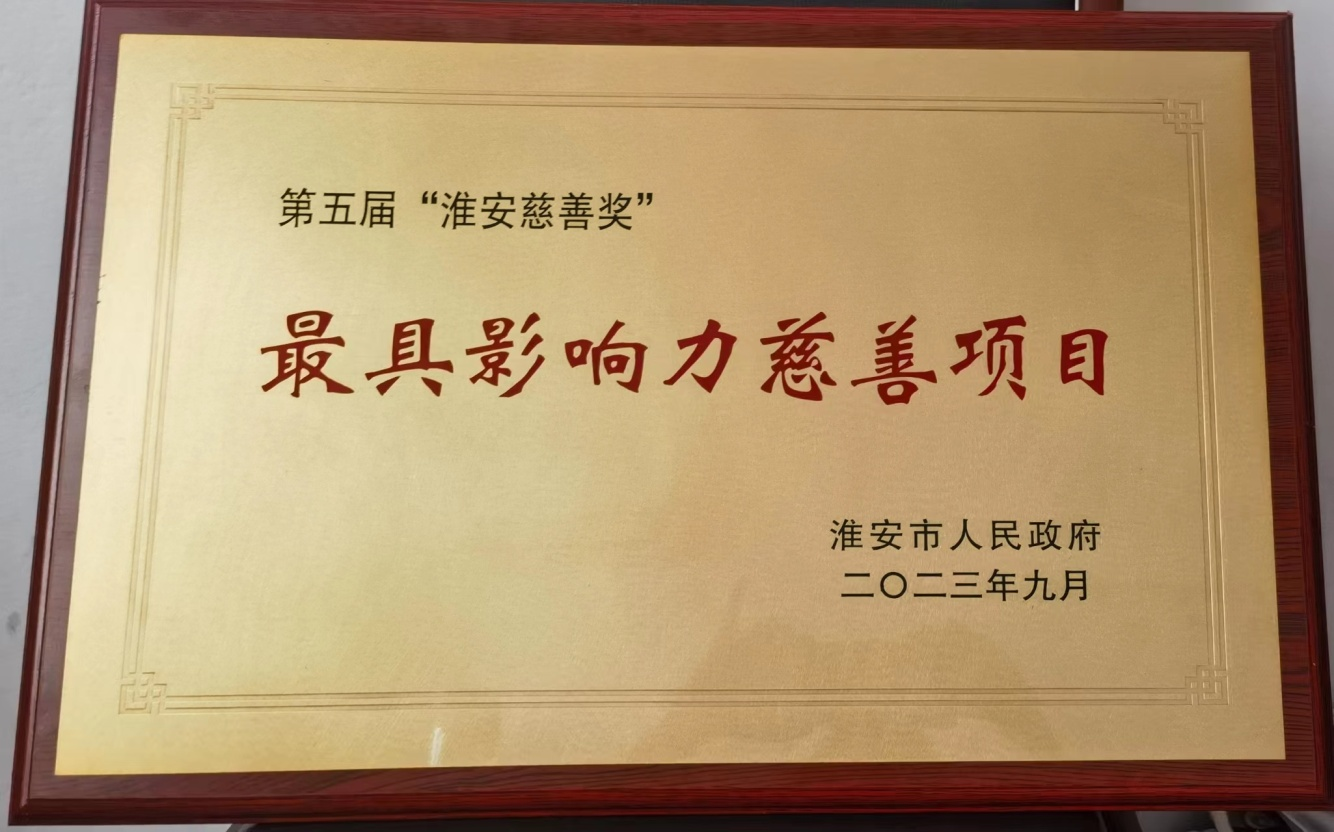 第五届“淮安慈善奖”
最具影响力慈善项目
淮安市人民政府
二〇二三年九月